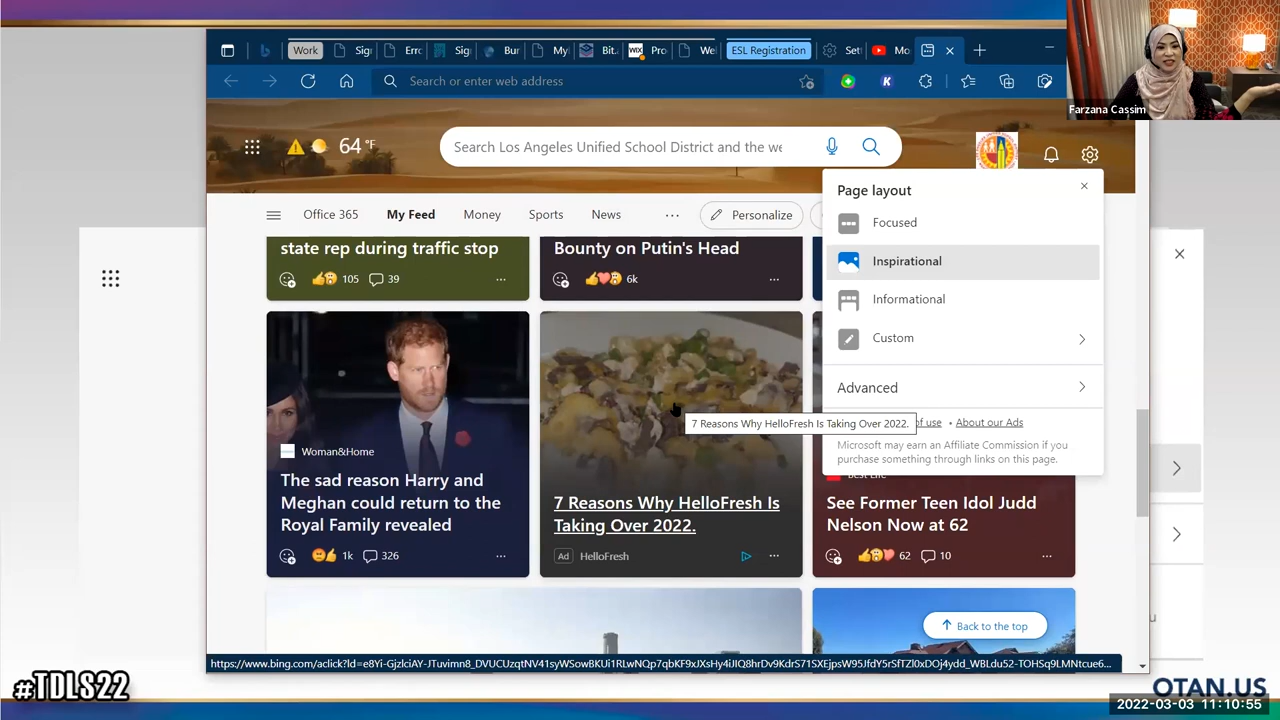 Work
Sig
Erro
Sig
Bur
My
Bit.
WIX
Pro
We
ESL Registration
Set
Mo
Farzana Cassim
Search or enter web address
K
64 °F
Search Los Angeles Unified School District and the we
Page layout
Focused
Inspirational
Informational
Custom
Advanced
of use • About our Ads
Microsoft may earn an Affiliate Commission if you
purchase something through links on this page.
Office 365
My Feed
Money
Sports
News
Personalize
state rep during traffic stop
105
39
Bounty on Putin's Head
6k
Woman&Home
The sad reason Harry and
Meghan could return to the
Royal Family revealed
1k
326
7 Reasons Why HelloFresh Is Taking Over 2022.
7 Reasons Why HelloFresh Is
Taking Over 2022.
Ad HelloFresh
Best Life
See Former Teen Idol Judd
Nelson Now at 62
62
10
Back to the top
#TDLS22
OTAN.US
2022-03-03 11:10:55